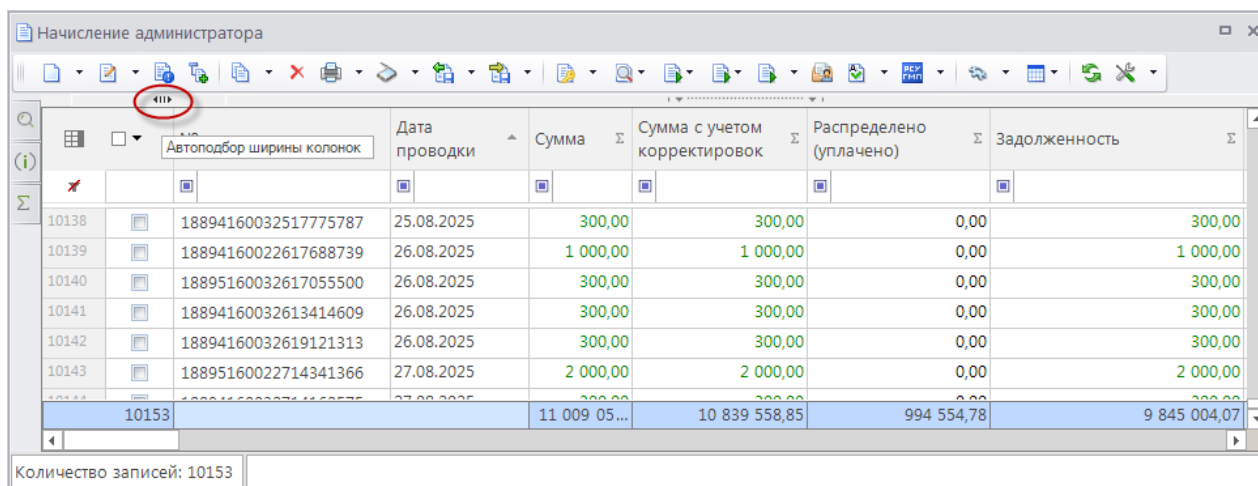 Начисление администратора
РСУ
ГМП
Дата проводки Сумма Σ Сумма с учетом корректировок Σ Распределено (уплачено) Σ Задолженность Σ
Автоподбор ширины колонок
(i)
Σ
10138 18894160032517775787 25.08.2025 300,00 300,00 0,00 300,00
10139 18894160022617688739 26.08.2025 1 000,00 1 000,00 0,00 1 000,00
10140 18895160032617055500 26.08.2025 300,00 300,00 0,00 300,00
10141 18894160032613414609 26.08.2025 300,00 300,00 0,00 300,00
10142 18894160032619121313 26.08.2025 300,00 300,00 0,00 300,00
10143 18895160022714341366 27.08.2025 2 000,00 2 000,00 0,00 2 000,00
10153 11 009 05... 10 839 558,85 994 554,78 9 845 004,07
Количество записей: 10153